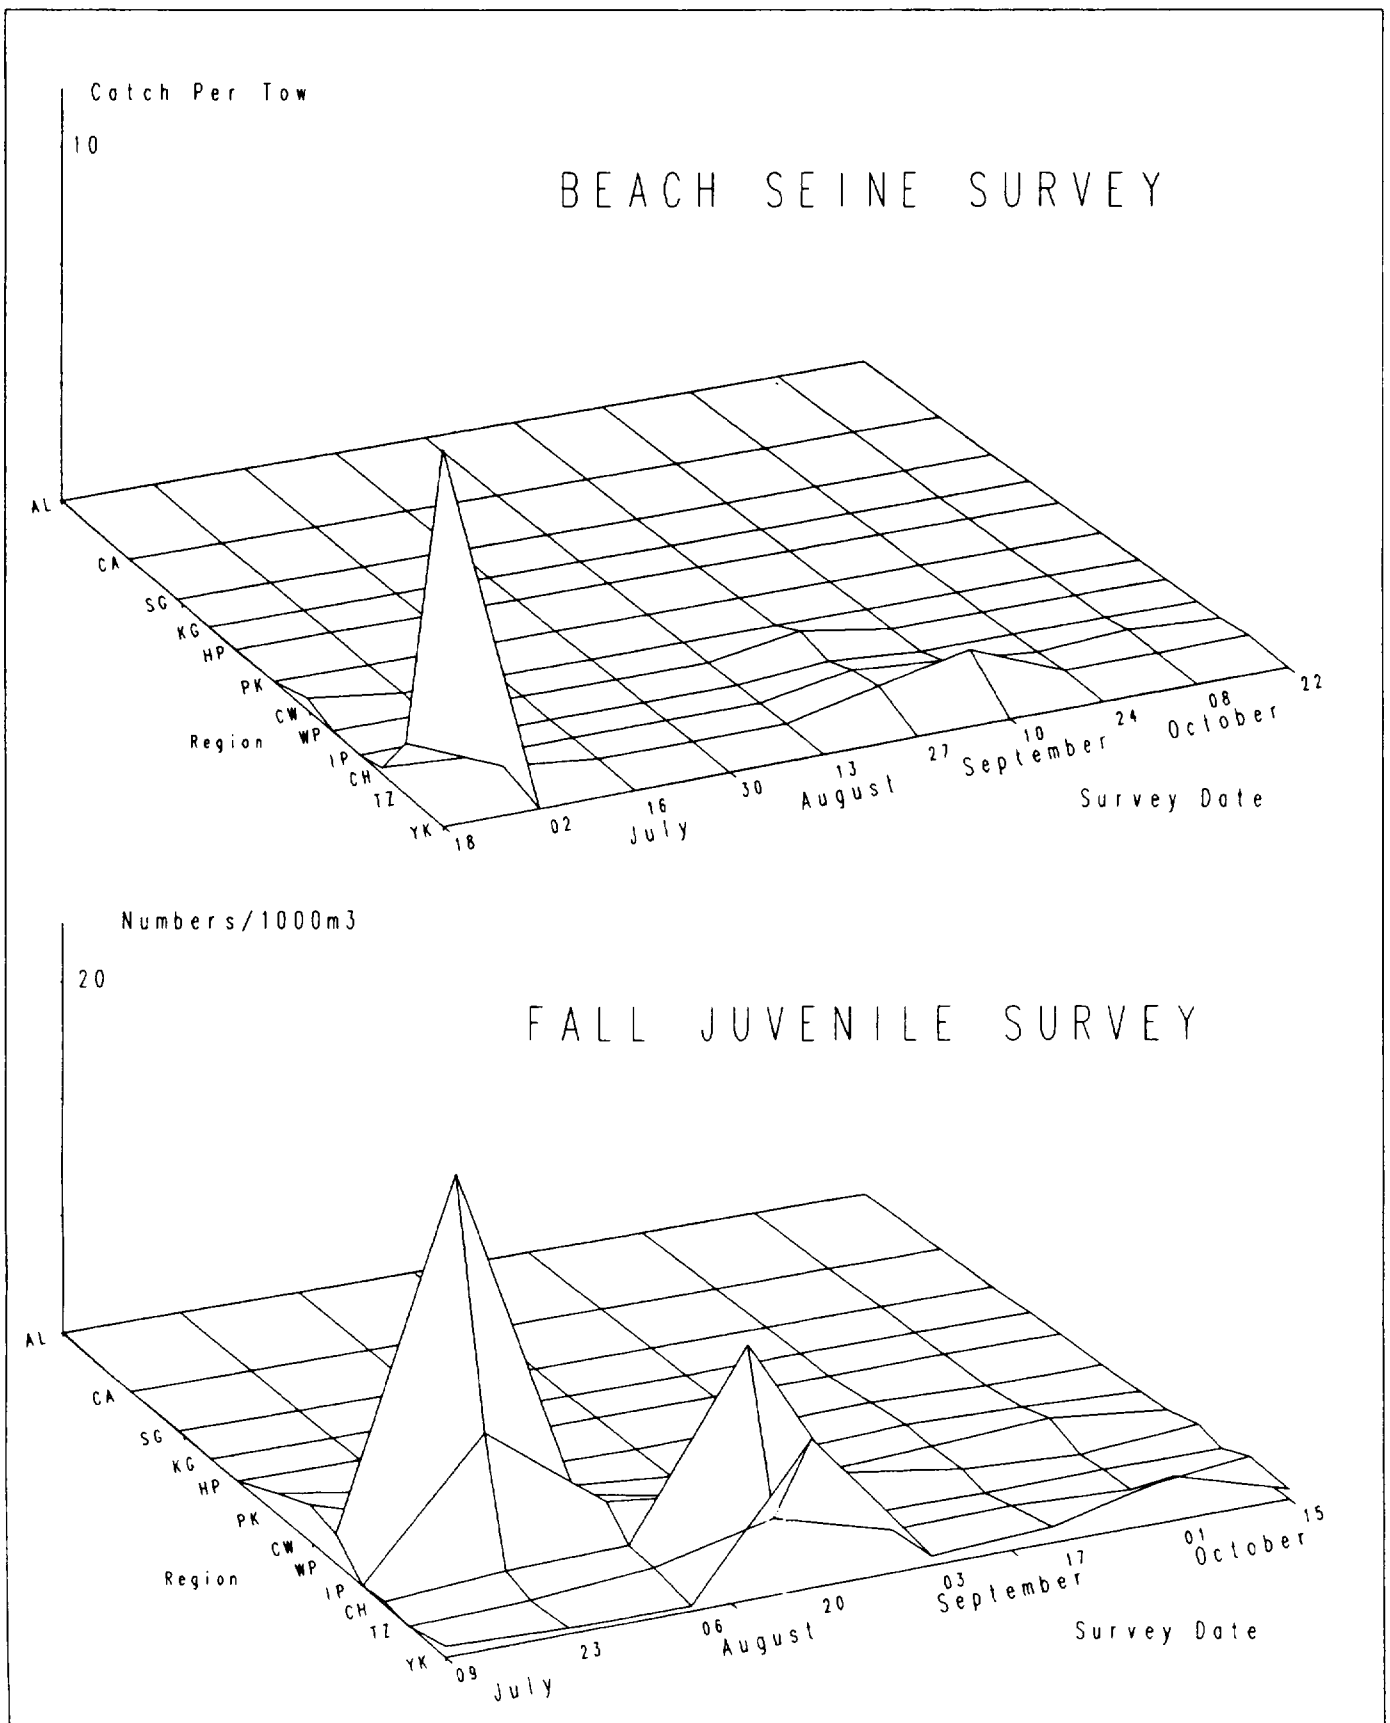 Catch Per Tow
10
BEACH SEINE SURVEY
AL
CA
SG
KG
HP
PK
CW
WP
IP
CH
TZ
YK
Region
18
02
16
30
13
27
10
24
08
22
July
August
September
October
Survey Date
Numbers/1000m3
20
FALL JUVENILE SURVEY
AL
CA
SG
KG
HP
PK
CW
WP
IP
CH
TZ
YK
Region
09
23
06
20
03
17
01
15
July
August
September
October
Survey Date